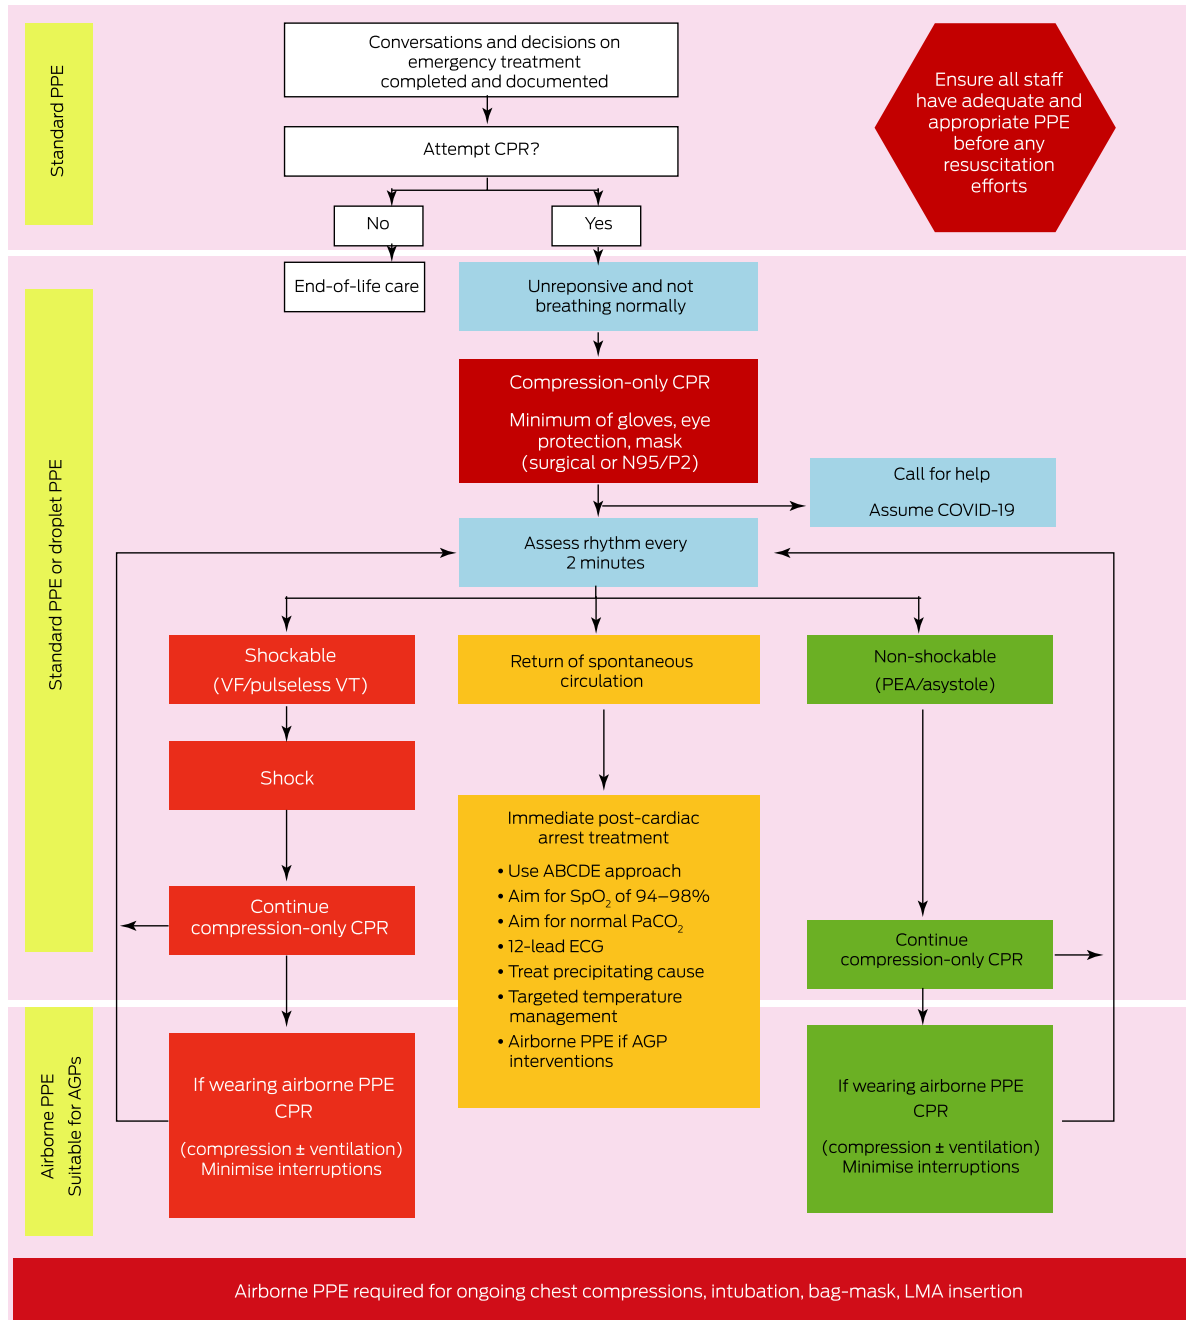 Standard PPE
Conversations and decisions on
emergency treatment
completed and documented
Attempt CPR?
No
Yes
Ensure all staff
have adequate and
appropriate PPE
before any
resuscitation
efforts
Standard PPE or droplet PPE
End-of-life care
Unreponsive and not
breathing normally
Compression-only CPR
Minimum of gloves, eye
protection, mask
(surgical or N95/P2)
Call for help
Assume COVID-19
Assess rhythm every
2 minutes
Shockable
(VF/pulseless VT)
Shock
Continue
compression-only CPR
Return of spontaneous
circulation
Immediate post-cardiac
arrest treatment
• Use ABCDE approach
• Aim for SpO₂ of 94–98%
• Aim for normal PaCO₂
• 12-lead ECG
• Treat precipitating cause
• Targeted temperature
management
• Airborne PPE if AGP
interventions
Non-shockable
(PEA/asystole)
Continue
compression-only CPR
Airborne PPE
Suitable for AGPs
If wearing airborne PPE
CPR
(compression ± ventilation)
Minimise interruptions
If wearing airborne PPE
CPR
(compression ± ventilation)
Minimise interruptions
Airborne PPE required for ongoing chest compressions, intubation, bag-mask, LMA insertion